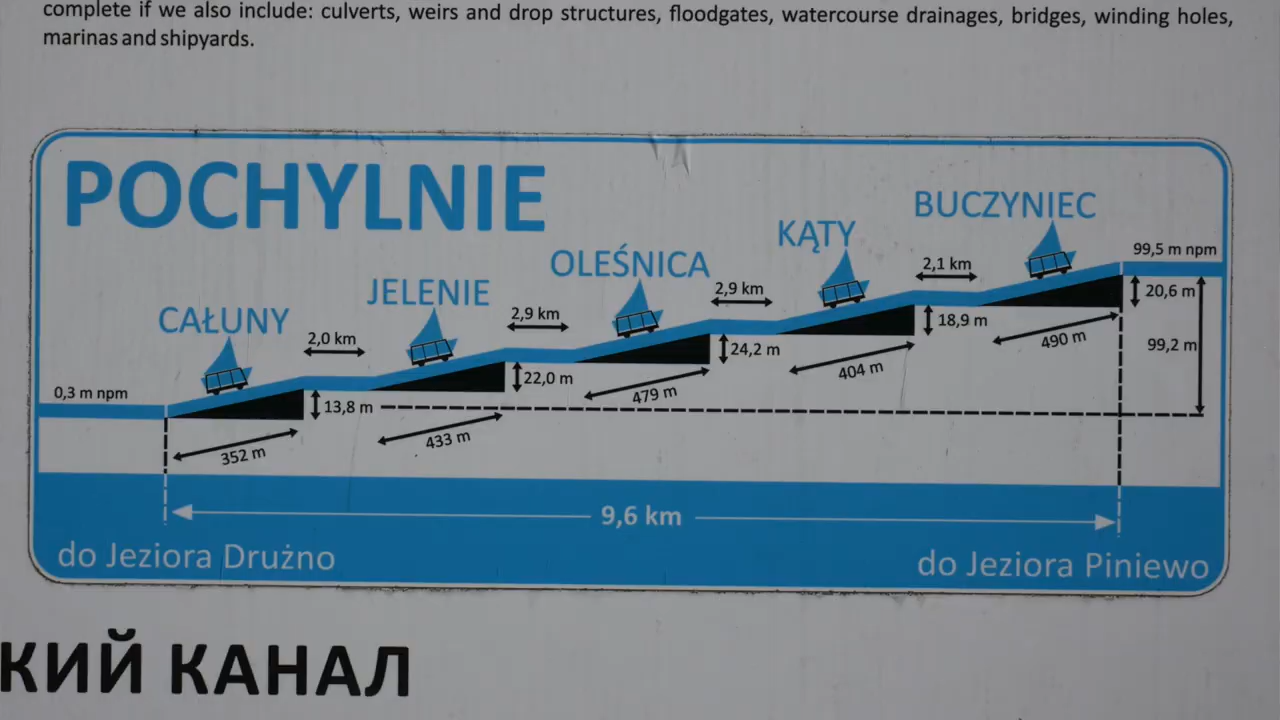 complete if we also include: culverts, weirs and drop structures, floodgates, watercourse drainages, bridges, winding holes,
marinas and shipyards.
POCHYLNIE
BUCZYNIEC
KĄTY
OLEŚNICA
JELENIE
CAŁUNY
99,5 m npm
2,1 km
20,6 m
2,9 km
18,9 m
99,2 m
2,9 km
24,2 m
490 m
2,0 km
22,0 m
404 m
0,3 m npm
13,8 m
479 m
433 m
352 m
9,6 km
do Jeziora Drużno
do Jeziora Piniewo
КИЙ КАНАЛ